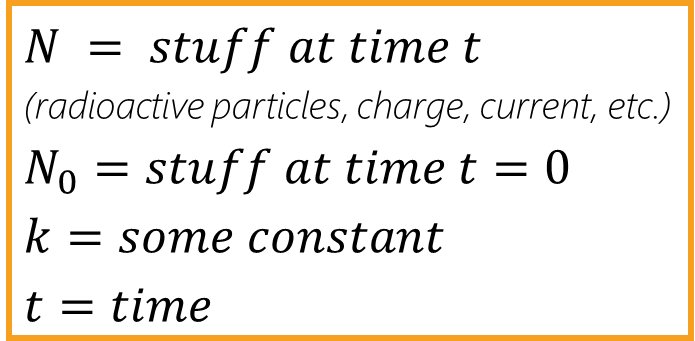 N = stuff at time t
(radioactive particles, charge, current, etc.)
N₀ = stuff at time t = 0
k = some constant
t = time